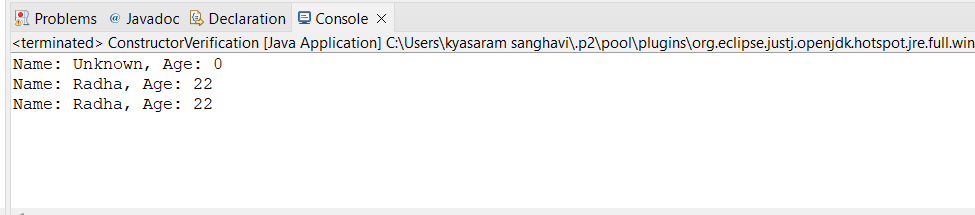 Problems @ Javadoc Declaration Console
<terminated> ConstructorVerification [Java Application] C:\Users\kyasaram sanghavi\.p2\pool\plugins\org.eclipse.justj.openjdk.hotspot.jre.full.win
Name: Unknown, Age: 0
Name: Radha, Age: 22
Name: Radha, Age: 22